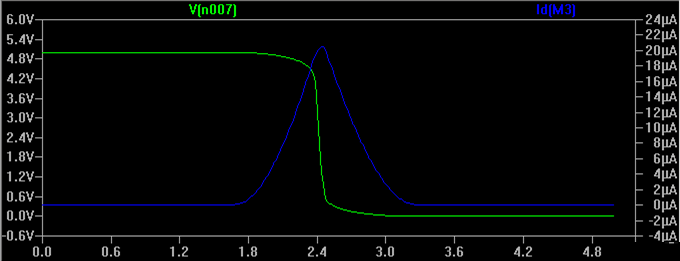 V(n007) Id(M3)
6.0V 24µA
5.4V 22µA
4.8V 20µA
4.2V 18µA
3.6V 16µA
3.0V 14µA
2.4V 12µA
1.8V 10µA
1.2V 8µA
0.6V 6µA
0.0V 4µA
-0.6V 2µA
0µA
-2µA
-4µA
0.0 0.6 1.2 1.8 2.4 3.0 3.6 4.2 4.8